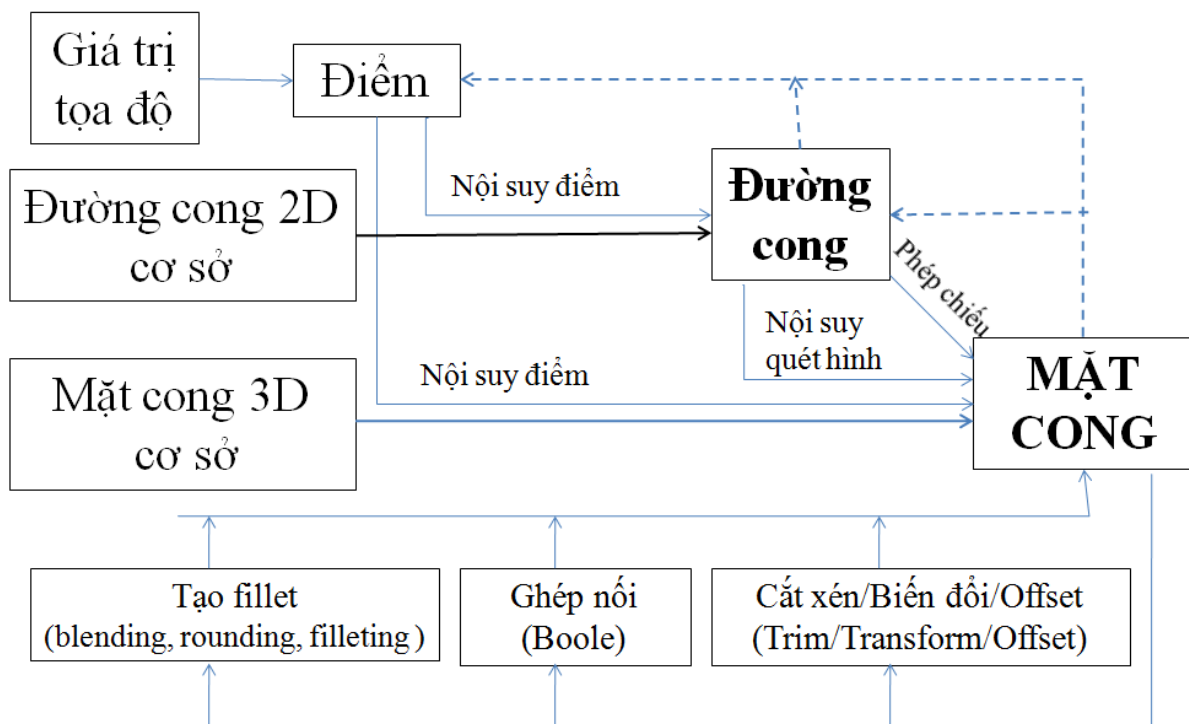 Giá trị
tọa độ
Điểm
Đường cong 2D
cơ sở
Nội suy điểm
Đường
cong
Phép chiếu
Nội suy
quét hình
Mặt cong 3D
cơ sở
Nội suy điểm
MẶT
CONG
Tạo fillet
(blending, rounding, filleting )
Ghép nối
(Boole)
Cắt xén/Biến đổi/Offset
(Trim/Transform/Offset)